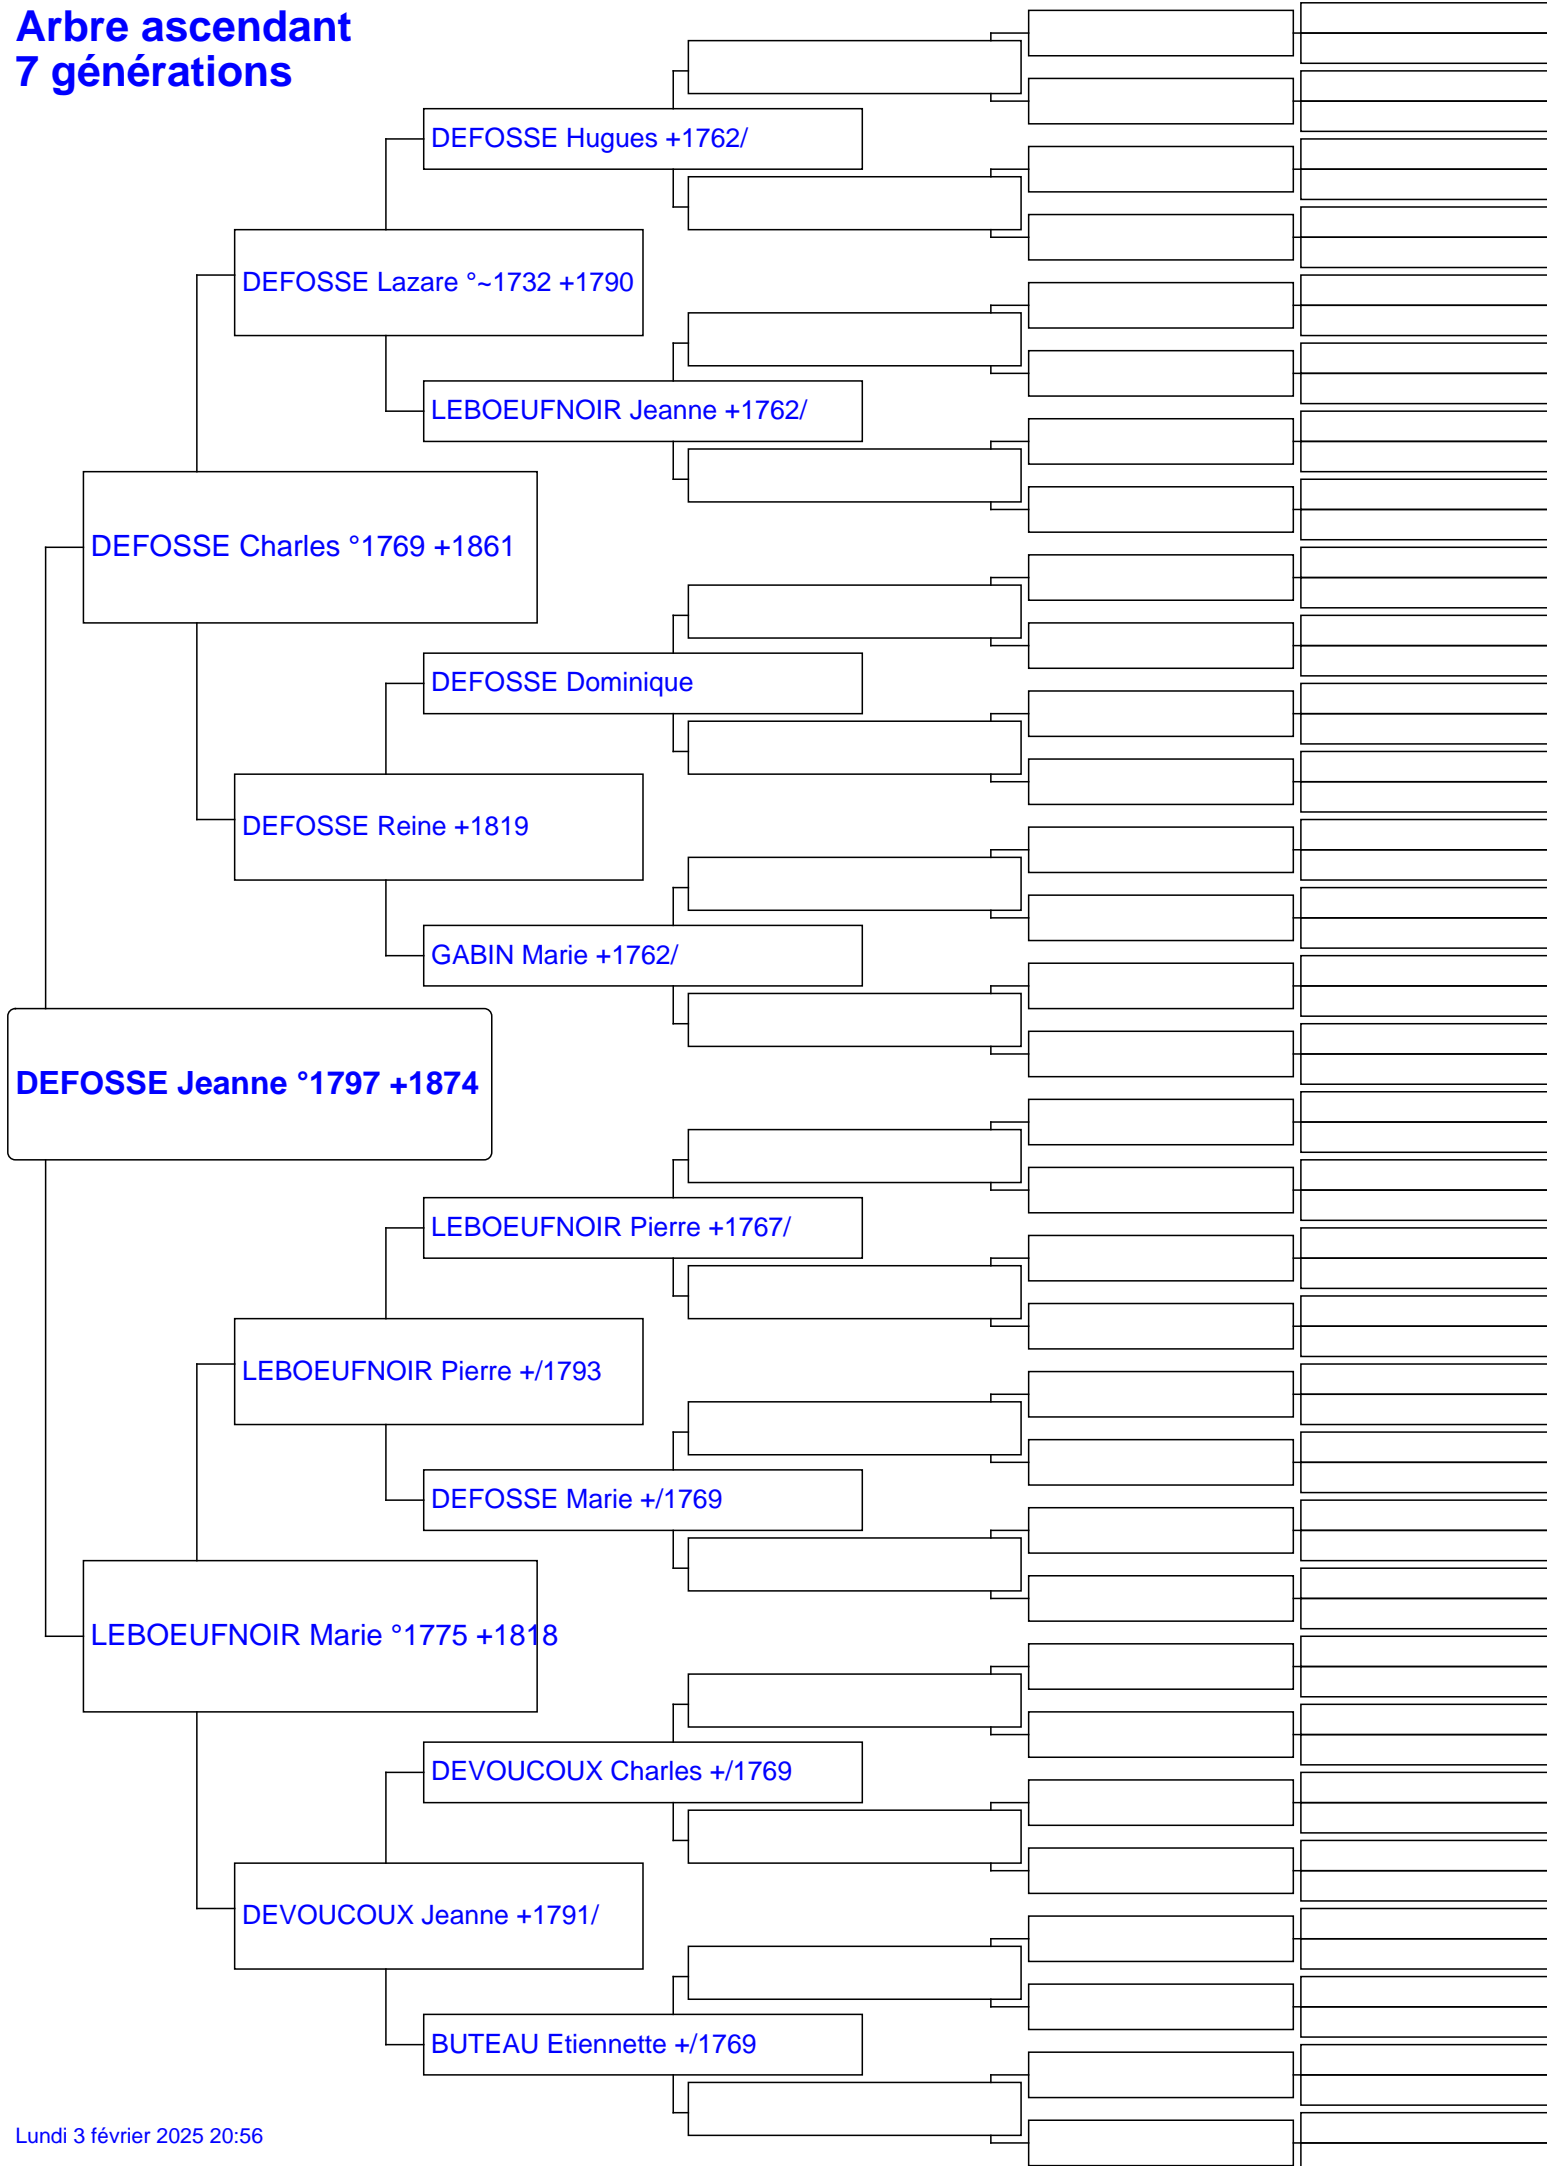 Arbre ascendant
7 générations
DEFOSSE Hugues +1762/
DEFOSSE Lazare °~1732 +1790
LEBOEUFNOIR Jeanne +1762/
DEFOSSE Charles °1769 +1861
DEFOSSE Dominique
DEFOSSE Reine +1819
GABIN Marie +1762/
DEFOSSE Jeanne °1797 +1874
LEBOEUFNOIR Pierre +1767/
LEBOEUFNOIR Pierre +/1793
DEFOSSE Marie +/1769
LEBOEUFNOIR Marie °1775 +1818
DEVOUCOUX Charles +/1769
DEVOUCOUX Jeanne +1791/
BUTEAU Etiennette +/1769
Lundi 3 février 2025 20:56